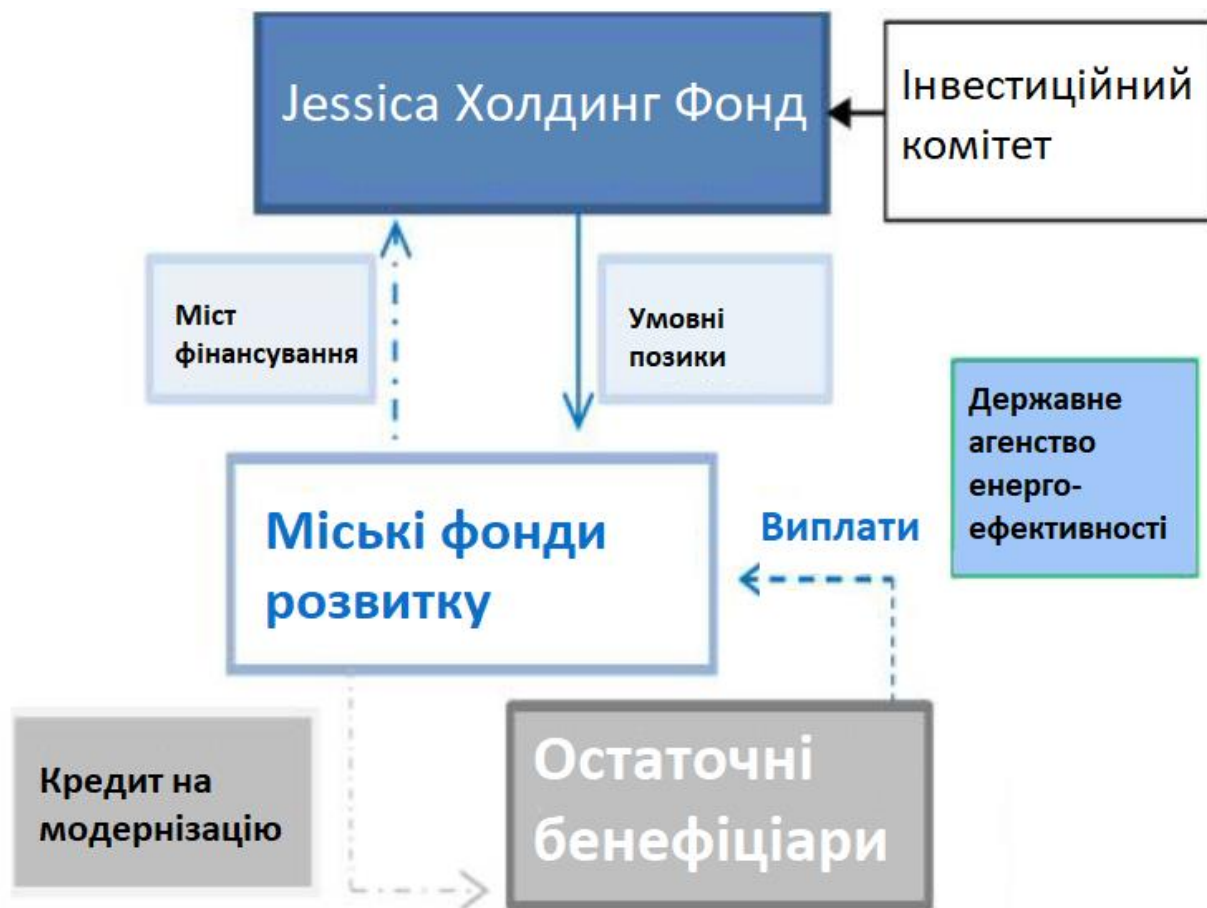 Jessica Холдинг Фонд
Інвестиційний
комітет
Міст
фінансування
Умовні
позики
Державне
агенство
енерго-
ефективності
Міські фонди
розвитку
Виплати
Кредит на
модернізацію
Остаточні
бенефіціари